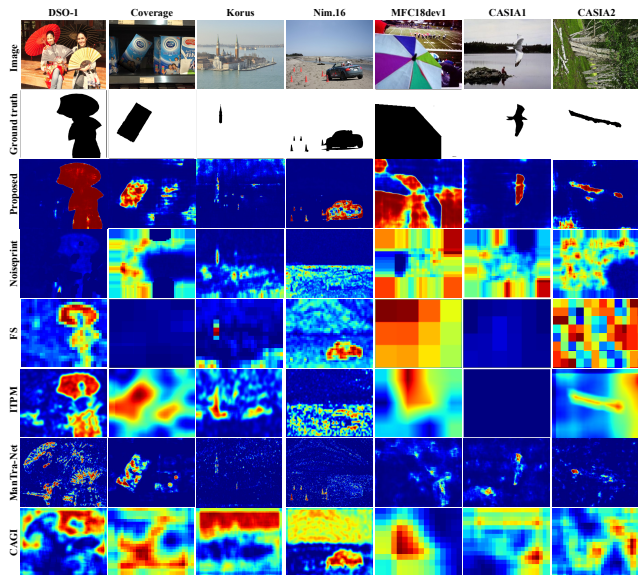 DSO-1 Coverage Korus Nim.16 MFC18dev1 CASIA1 CASIA2
Image
Ground truth
Proposed
Noiseprint
FS
ITPM
ManTra-Net
CAGI